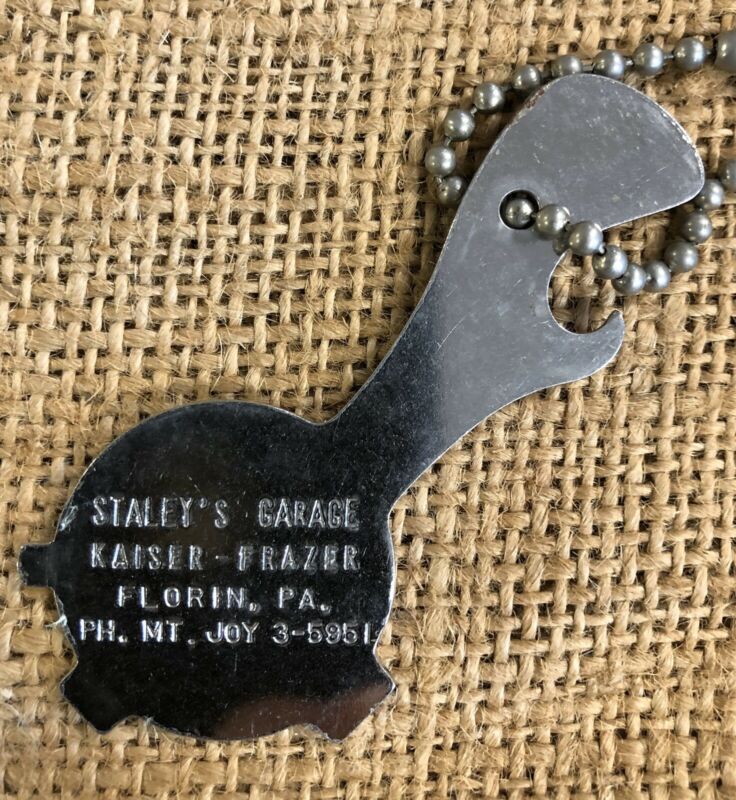 STALEY'S GARAGE
KAISER-FRAZER
FLORIN, PA.
PH. MT. JOY 3-5951